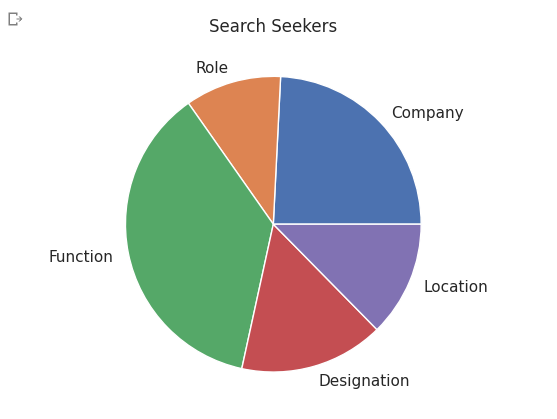 Search Seekers
Role
Company
Function
Location
Designation